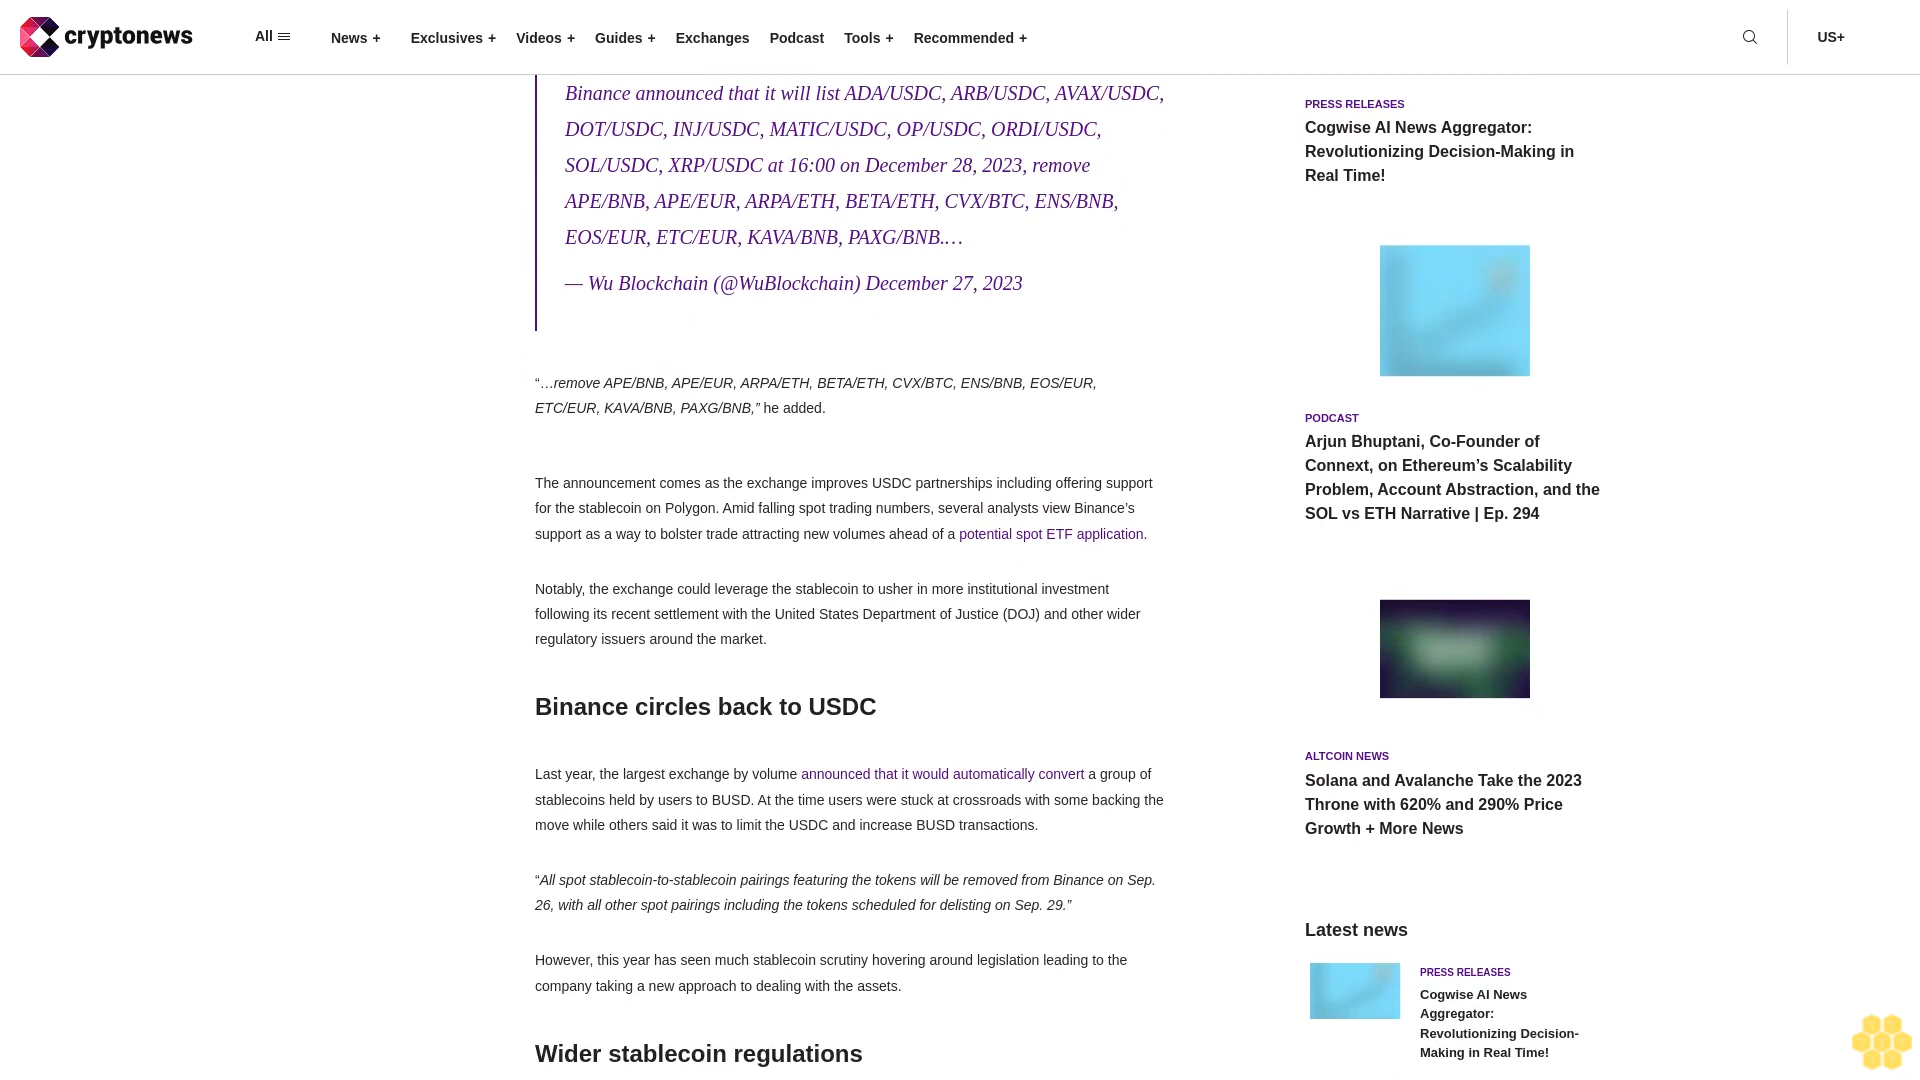 cryptonews
All
News +
Exclusives +
Videos +
Guides +
Exchanges
Podcast
Tools +
Recommended +
US+
Binance announced that it will list ADA/USDC, ARB/USDC, AVAX/USDC,
DOT/USDC, INJ/USDC, MATIC/USDC, OP/USDC, ORDI/USDC,
SOL/USDC, XRP/USDC at 16:00 on December 28, 2023, remove
APE/BNB, APE/EUR, ARPA/ETH, BETA/ETH, CVX/BTC, ENS/BNB,
EOS/EUR, ETC/EUR, KAVA/BNB, PAXG/BNB.…
— Wu Blockchain (@WuBlockchain) December 27, 2023
“…remove APE/BNB, APE/EUR, ARPA/ETH, BETA/ETH, CVX/BTC, ENS/BNB, EOS/EUR,
ETC/EUR, KAVA/BNB, PAXG/BNB,” he added.
The announcement comes as the exchange improves USDC partnerships including offering support
for the stablecoin on Polygon. Amid falling spot trading numbers, several analysts view Binance’s
support as a way to bolster trade attracting new volumes ahead of a potential spot ETF application.
Notably, the exchange could leverage the stablecoin to usher in more institutional investment
following its recent settlement with the United States Department of Justice (DOJ) and other wider
regulatory issuers around the market.
Binance circles back to USDC
Last year, the largest exchange by volume announced that it would automatically convert a group of
stablecoins held by users to BUSD. At the time users were stuck at crossroads with some backing the
move while others said it was to limit the USDC and increase BUSD transactions.
“All spot stablecoin-to-stablecoin pairings featuring the tokens will be removed from Binance on Sep.
26, with all other spot pairings including the tokens scheduled for delisting on Sep. 29.”
However, this year has seen much stablecoin scrutiny hovering around legislation leading to the
company taking a new approach to dealing with the assets.
Wider stablecoin regulations
PRESS RELEASES
Cogwise AI News Aggregator:
Revolutionizing Decision-Making in
Real Time!
PODCAST
Arjun Bhuptani, Co-Founder of
Connext, on Ethereum’s Scalability
Problem, Account Abstraction, and the
SOL vs ETH Narrative | Ep. 294
ALTCOIN NEWS
Solana and Avalanche Take the 2023
Throne with 620% and 290% Price
Growth + More News
Latest news
PRESS RELEASES
Cogwise AI News
Aggregator:
Revolutionizing Decision-
Making in Real Time!